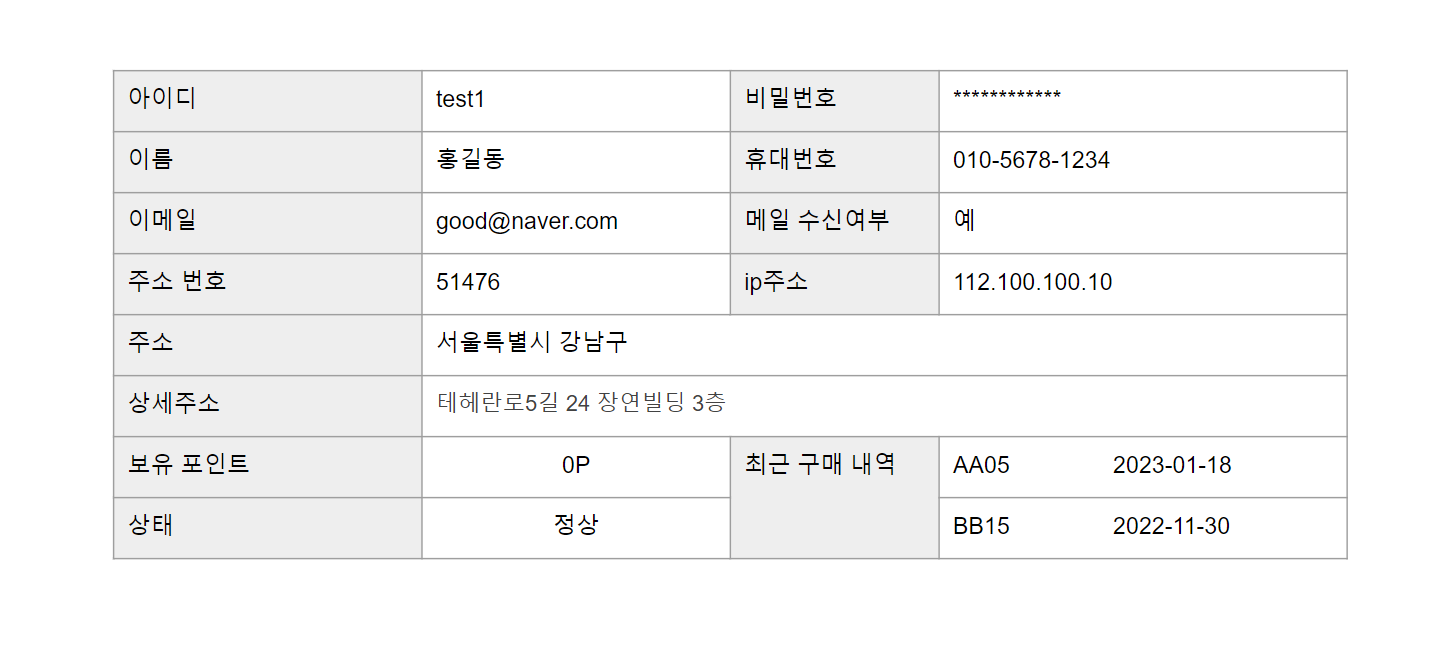 아이디 test1 비밀번호 ************
이름 홍길동 휴대번호 010-5678-1234
이메일 good@naver.com 메일 수신여부 예
주소 번호 51476 ip주소 112.100.100.10
주소 서울특별시 강남구
상세주소 테헤란로5길 24 장연빌딩 3층
보유 포인트 0P 최근 구매 내역 AA05 2023-01-18
상태 정상 BB15 2022-11-30